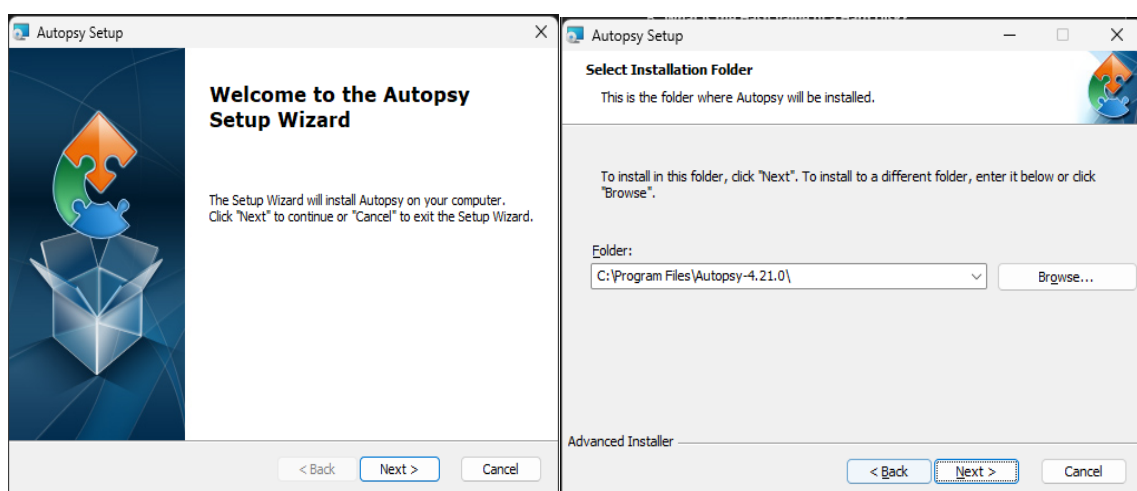 Autopsy Setup
Welcome to the Autopsy
Setup Wizard
The Setup Wizard will install Autopsy on your computer.
Click "Next" to continue or "Cancel" to exit the Setup Wizard.
< Back
Next >
Cancel
Autopsy Setup
Select Installation Folder
This is the folder where Autopsy will be installed.
To install in this folder, click "Next". To install to a different folder, enter it below or click
"Browse".
Folder:
C:\Program Files\Autopsy-4.21.0\
Browse...
Advanced Installer
< Back
Next >
Cancel